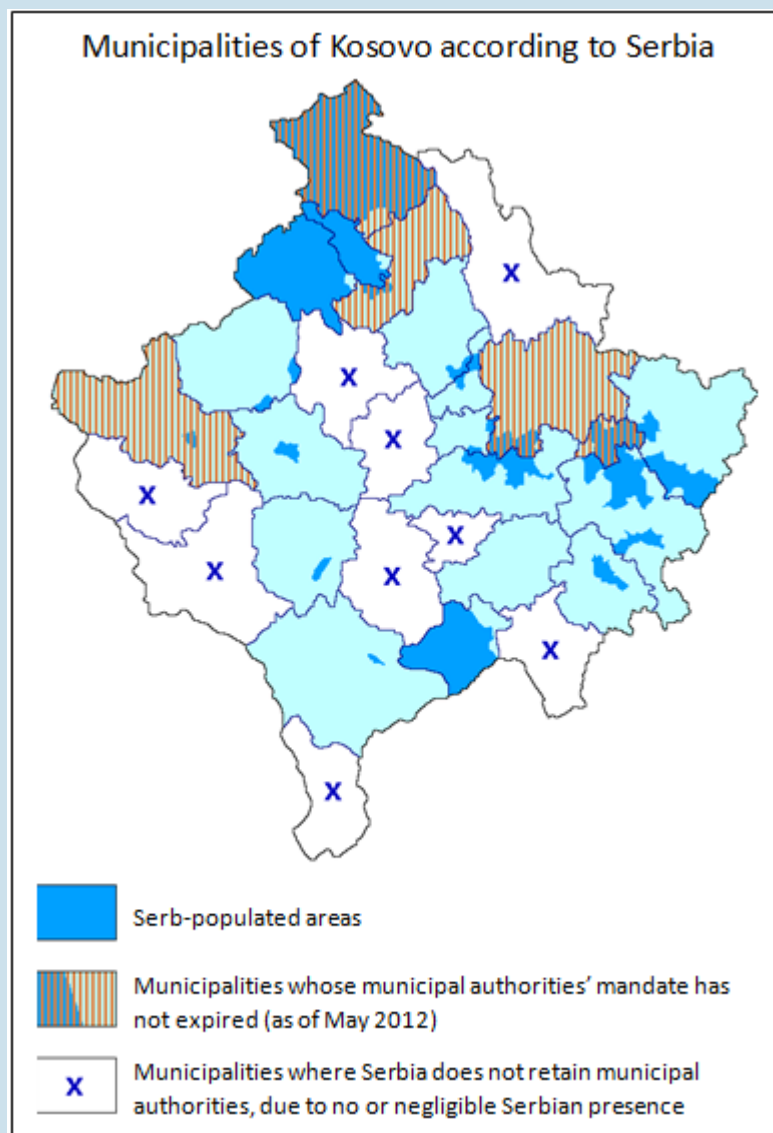 Municipalities of Kosovo according to Serbia
X
X
X
X
X
X
X
X
X
Serb-populated areas
Municipalities whose municipal authorities’ mandate has
not expired (as of May 2012)
X
Municipalities where Serbia does not retain municipal
authorities, due to no or negligible Serbian presence